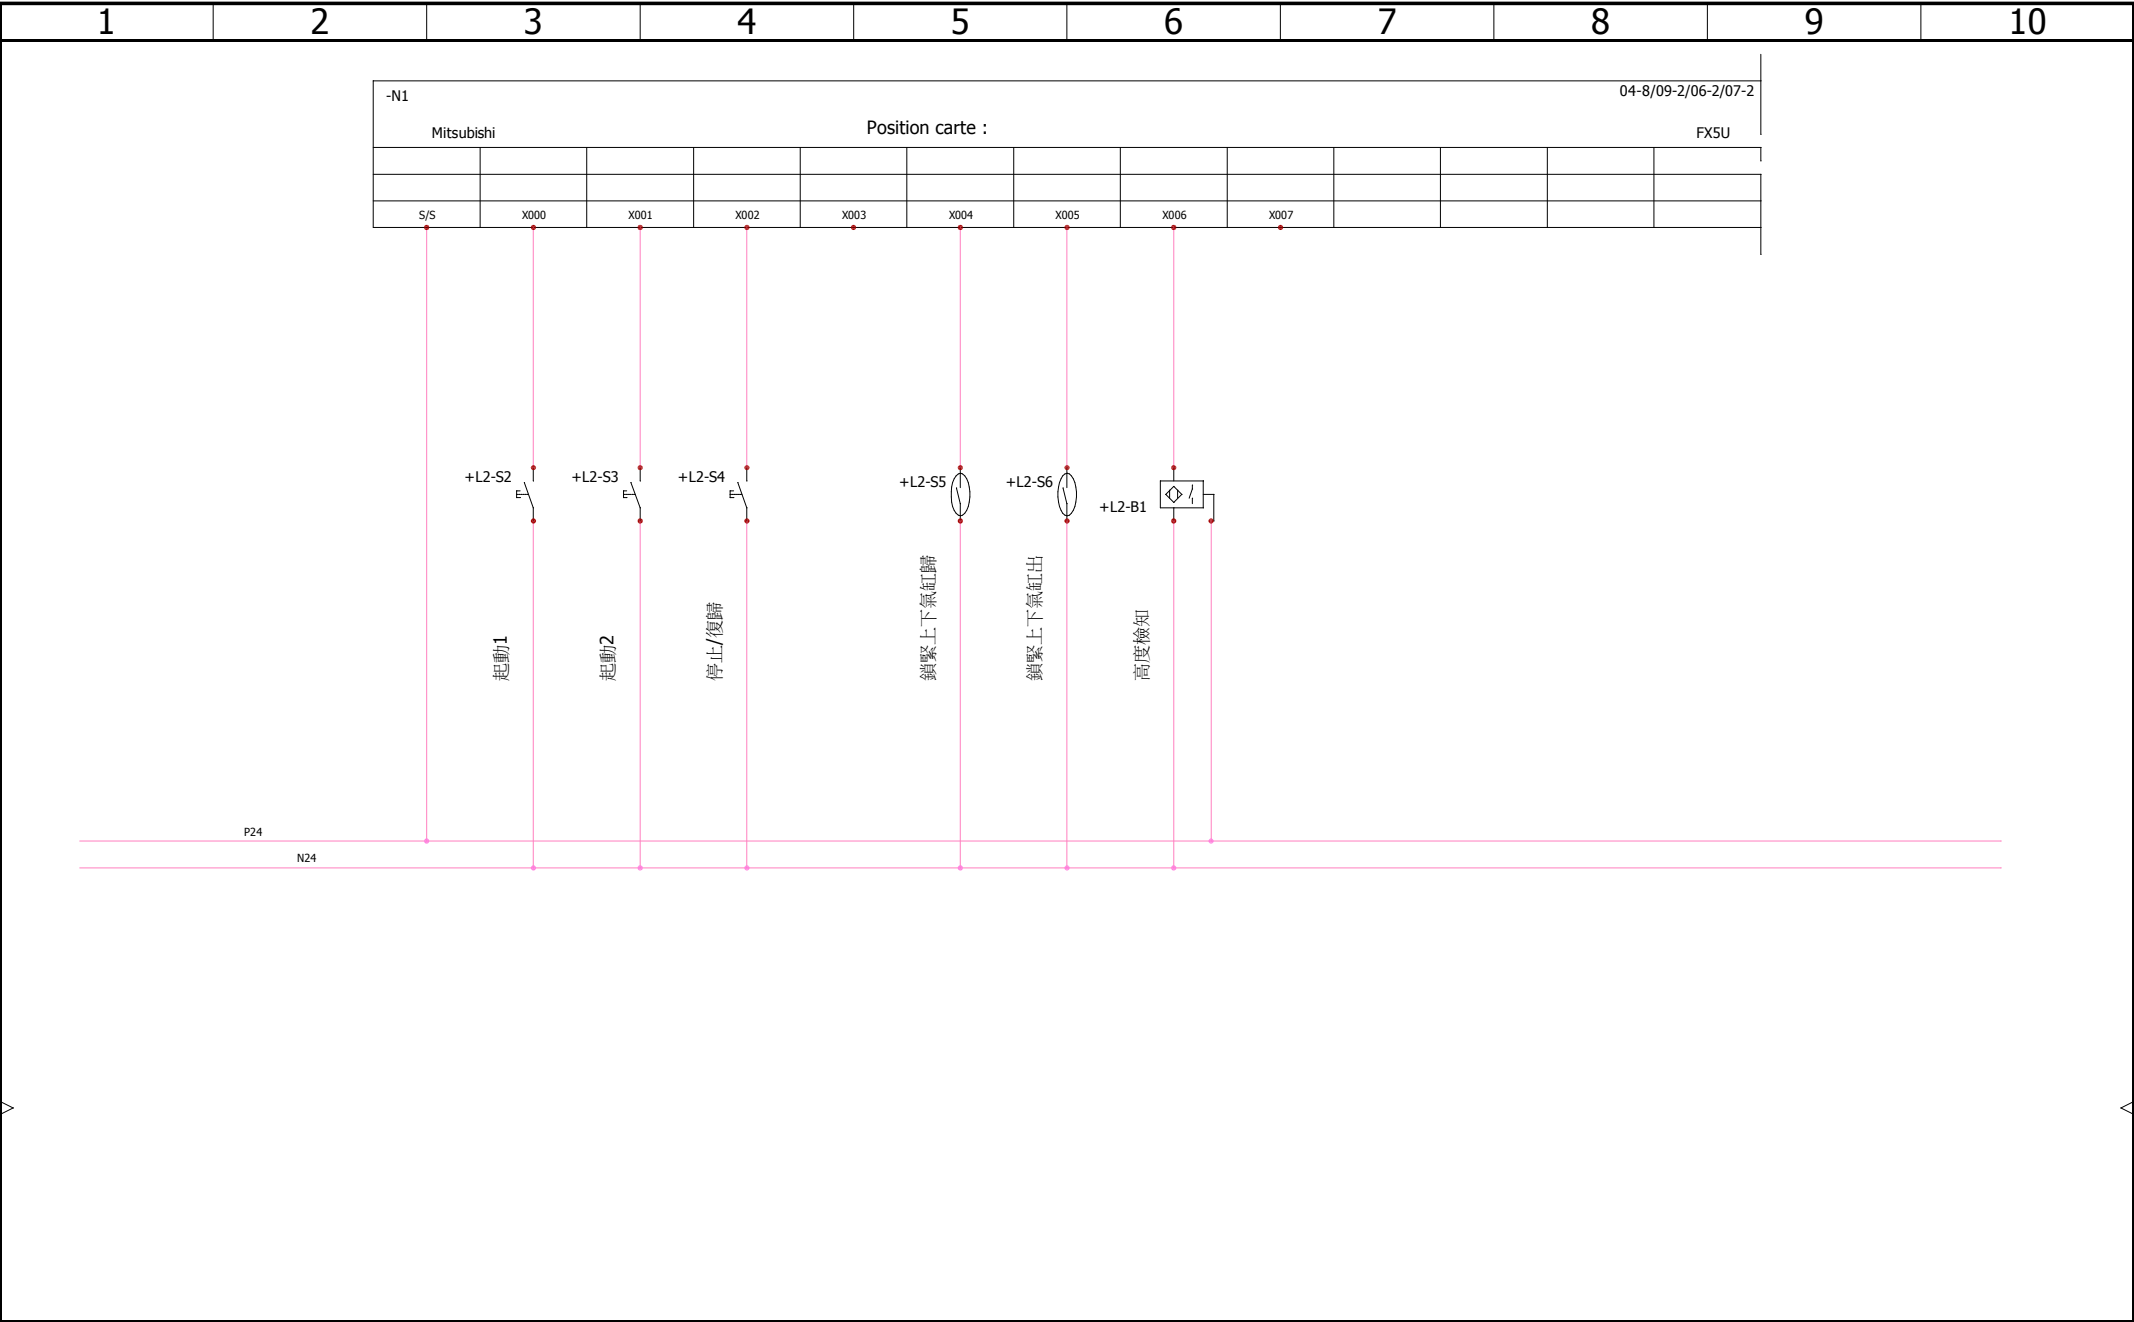 1 2 3 4 5 6 7 8 9 10
-N1 04-8/09-2/06-2/07-2
Mitsubishi Position carte : FX5U
S/S X000 X001 X002 X003 X004 X005 X006 X007
+L2-S2 +L2-S3 +L2-S4 +L2-S5 +L2-S6 +L2-B1
起動1
起動2
停止/復歸
鎖緊上下氣缸歸
鎖緊上下氣缸出
高度檢知
P24
N24